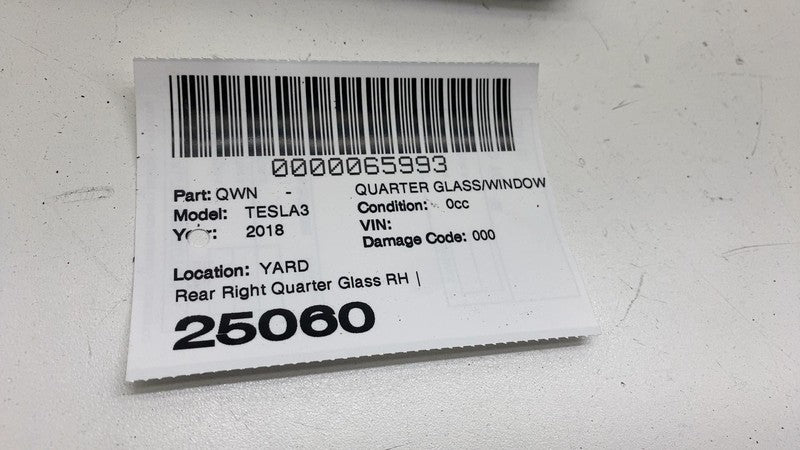 0000065993
Part: QWN - QUARTER GLASS/WINDOW
Model: TESLA3 Condition: 0cc
Year: 2018 VIN:
Damage Code: 000
Location: YARD
Rear Right Quarter Glass RH |
25060